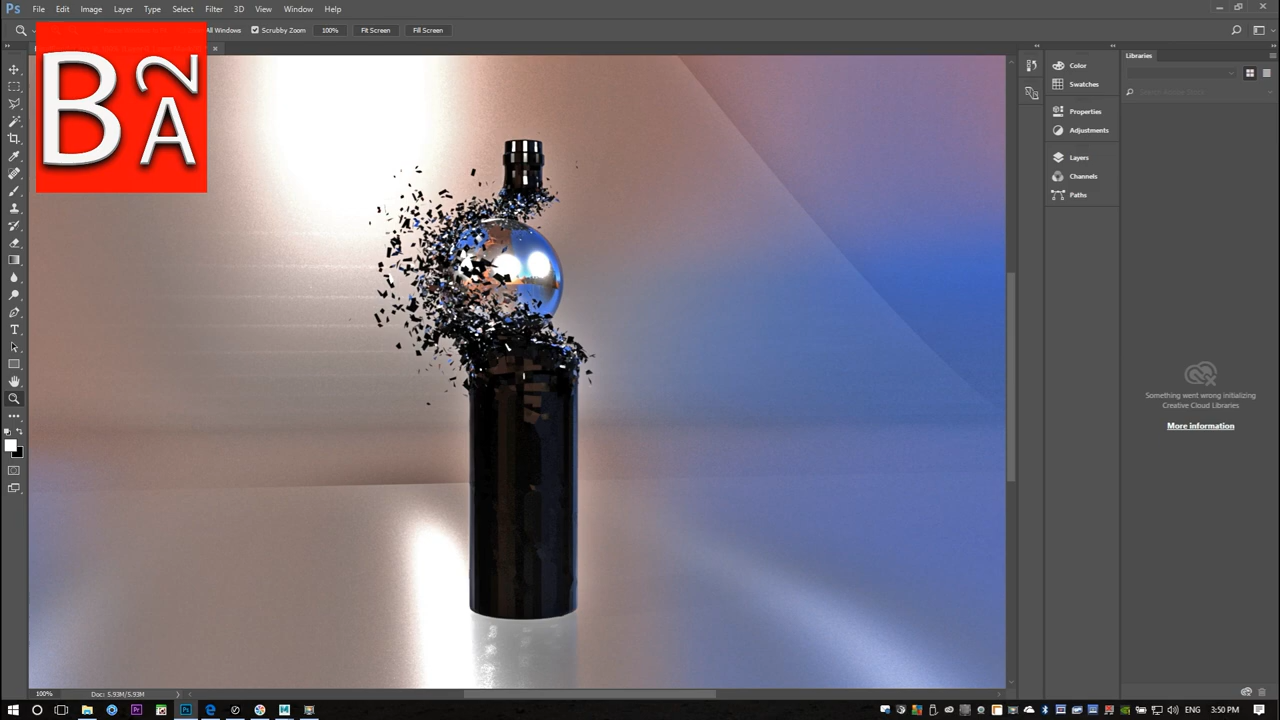 Ps File Edit Image Layer Type Select Filter 3D View Window Help
All Windows Scrubby Zoom 100% Fit Screen Fill Screen
B2A
Libraries
Color
Swatches
Properties
Adjustments
Layers
Channels
Paths
Something went wrong initializing
Creative Cloud Libraries
More information
100% Doc: 5.93M/5.93M
3:50 PM